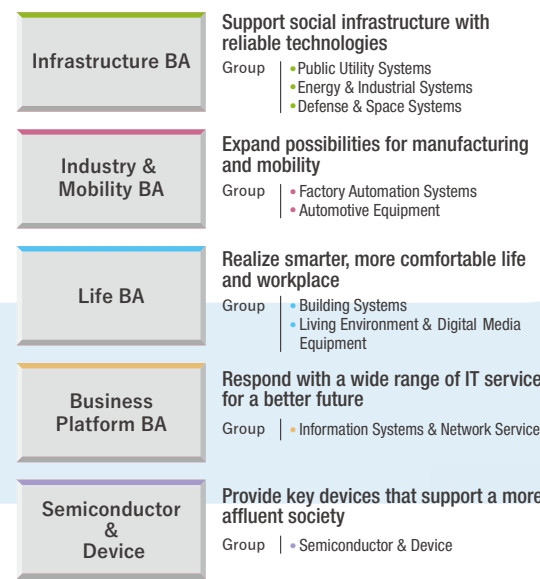 Infrastructure BA
Support social infrastructure with
reliable technologies
Group
• Public Utility Systems
• Energy & Industrial Systems
• Defense & Space Systems
Industry &
Mobility BA
Expand possibilities for manufacturing
and mobility
Group
• Factory Automation Systems
• Automotive Equipment
Life BA
Realize smarter, more comfortable life
and workplace
Group
• Building Systems
• Living Environment & Digital Media
Equipment
Business
Platform BA
Respond with a wide range of IT service
for a better future
Group
• Information Systems & Network Service
Semiconductor
&
Device
Provide key devices that support a more
affluent society
Group
• Semiconductor & Device